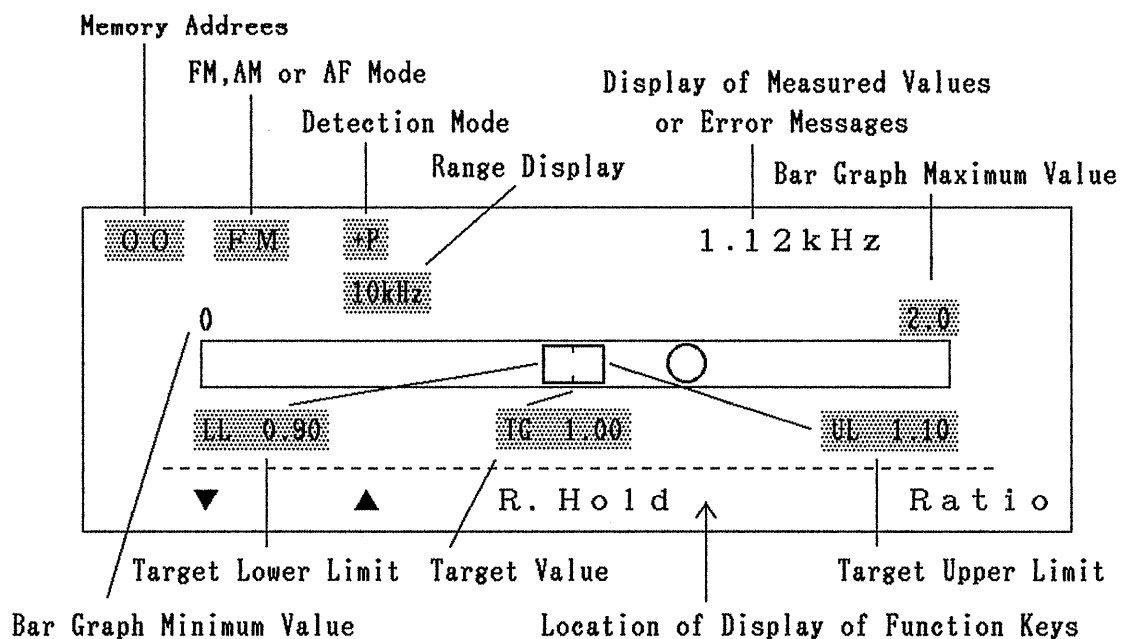 Memory Addrees
FM,AM or AF Mode
Display of Measured Values
or Error Messages
Detection Mode
Range Display
Bar Graph Maximum Value
00 FM +P 1.12kHz
10kHz
0 2.0
LL 0.90 TG 1.00 UL 1.10
▼ ▲ R.Hold Ratio
Target Lower Limit Target Value Target Upper Limit
Bar Graph Minimum Value Location of Display of Function Keys